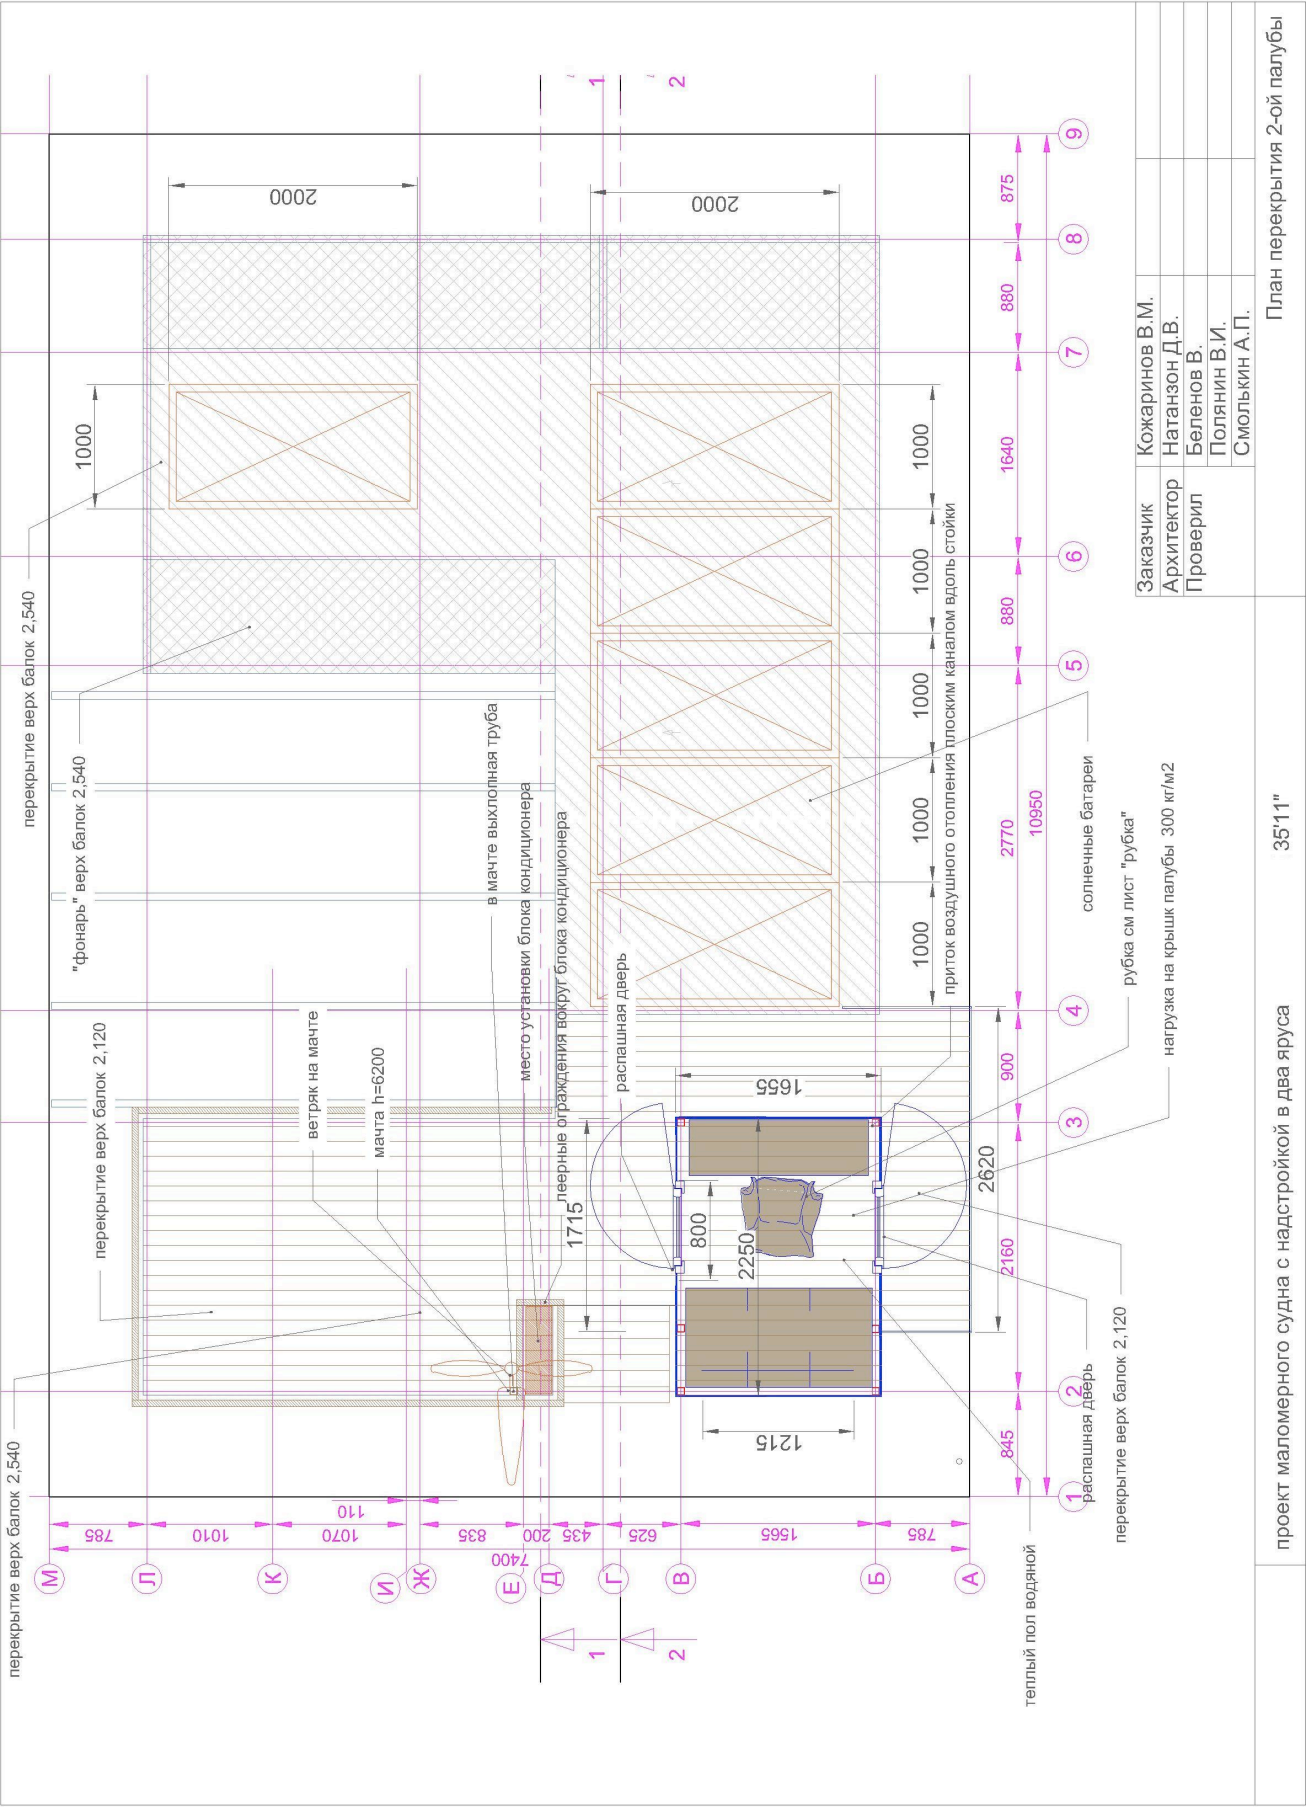 перекрытие верх балок 2,540
перекрытие верх балок 2,540
"фонарь" верх балок 2,540
перекрытие верх балок 2,120
ветряк на мачте
мачта h=6200
в мачте выхлопная труба
место установки блока кондиционера
леерные ограждения вокруг блока кондиционера
распашная дверь
приток воздушного отопления плоским каналом вдоль стойки
солнечные батареи
рубка см лист "рубка"
нагрузка на крышк палубы 300 кг/м2
распашная дверь
перекрытие верх балок 2,120
теплый пол водяной
1000
2000
2000
1000
1000
1000
1000
1000
1655
1715
800
2250
2620
1215
785
1010
1070
110
835
200
435
625
1565
785
7400
М
Л
К
И
Ж
Е
Д
Г
В
Б
А
845
2160
900
2770
880
1640
880
875
10950
1
2
3
4
5
6
7
8
9
1
2
1
2
Заказчик Кожаринов В.М.
Архитектор Натанзон Д.В.
Проверил Беленов В.
Полянин В.И.
Смолькин А.П.
проект маломерного судна с надстройкой в два яруса
35'11"
План перекрытия 2-ой палубы